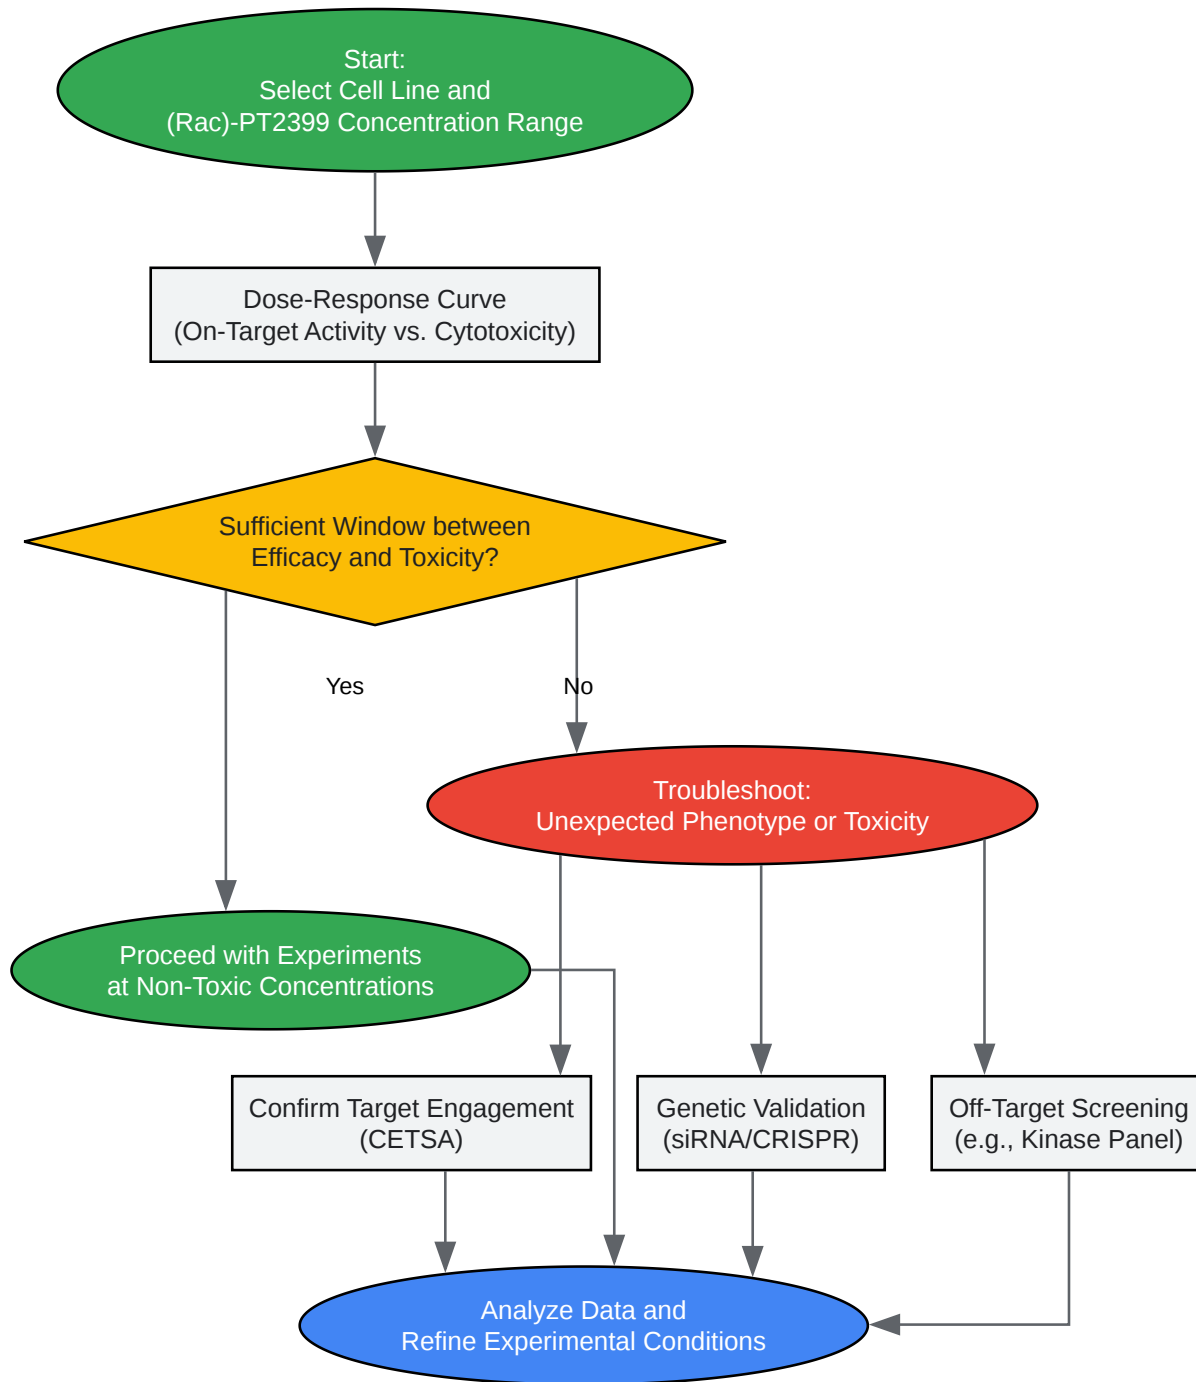 Start:
Select Cell Line and
(Rac)-PT2399 Concentration Range
Dose-Response Curve
(On-Target Activity vs. Cytotoxicity)
Sufficient Window between
Efficacy and Toxicity?
Yes
No
Troubleshoot:
Unexpected Phenotype or Toxicity
Proceed with Experiments
at Non-Toxic Concentrations
Confirm Target Engagement
(CETSA)
Genetic Validation
(siRNA/CRISPR)
Off-Target Screening
(e.g., Kinase Panel)
Analyze Data and
Refine Experimental Conditions